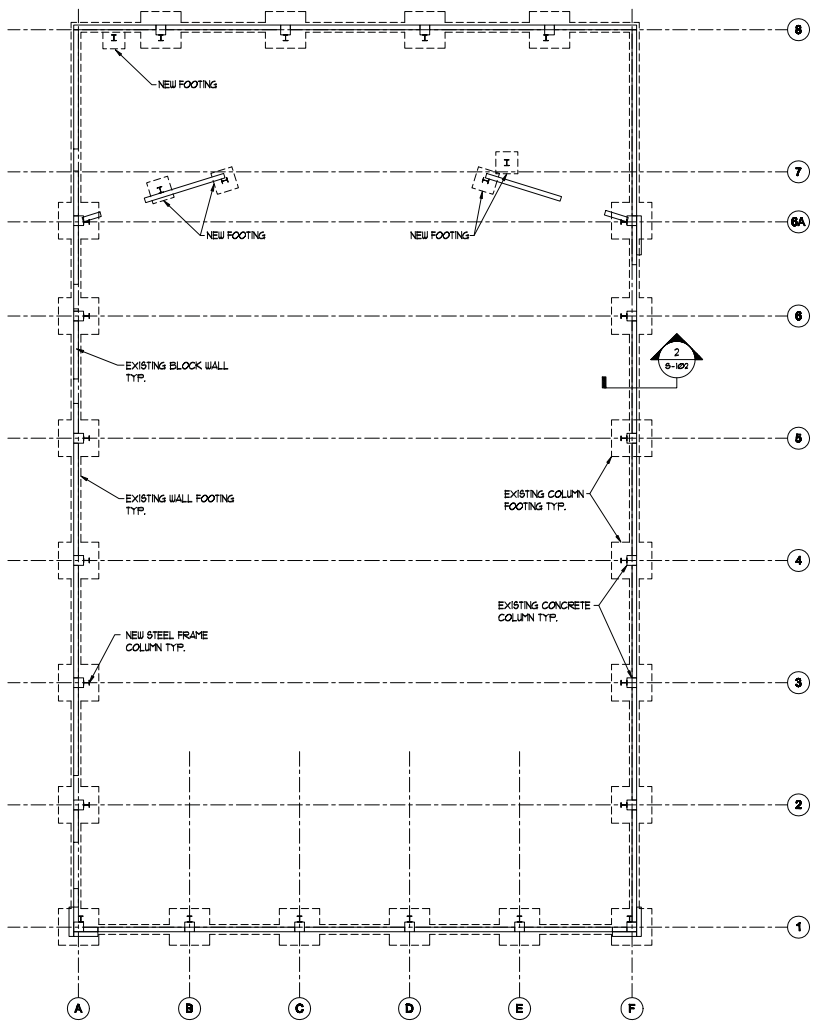 8
NEW FOOTING
7
6A
NEW FOOTING
NEW FOOTING
6
2
S-102
EXISTING BLOCK WALL
TYP.
5
EXISTING WALL FOOTING
TYP.
EXISTING COLUMN
FOOTING TYP.
4
EXISTING CONCRETE
COLUMN TYP.
NEW STEEL FRAME
COLUMN TYP.
3
2
1
A B C D E F